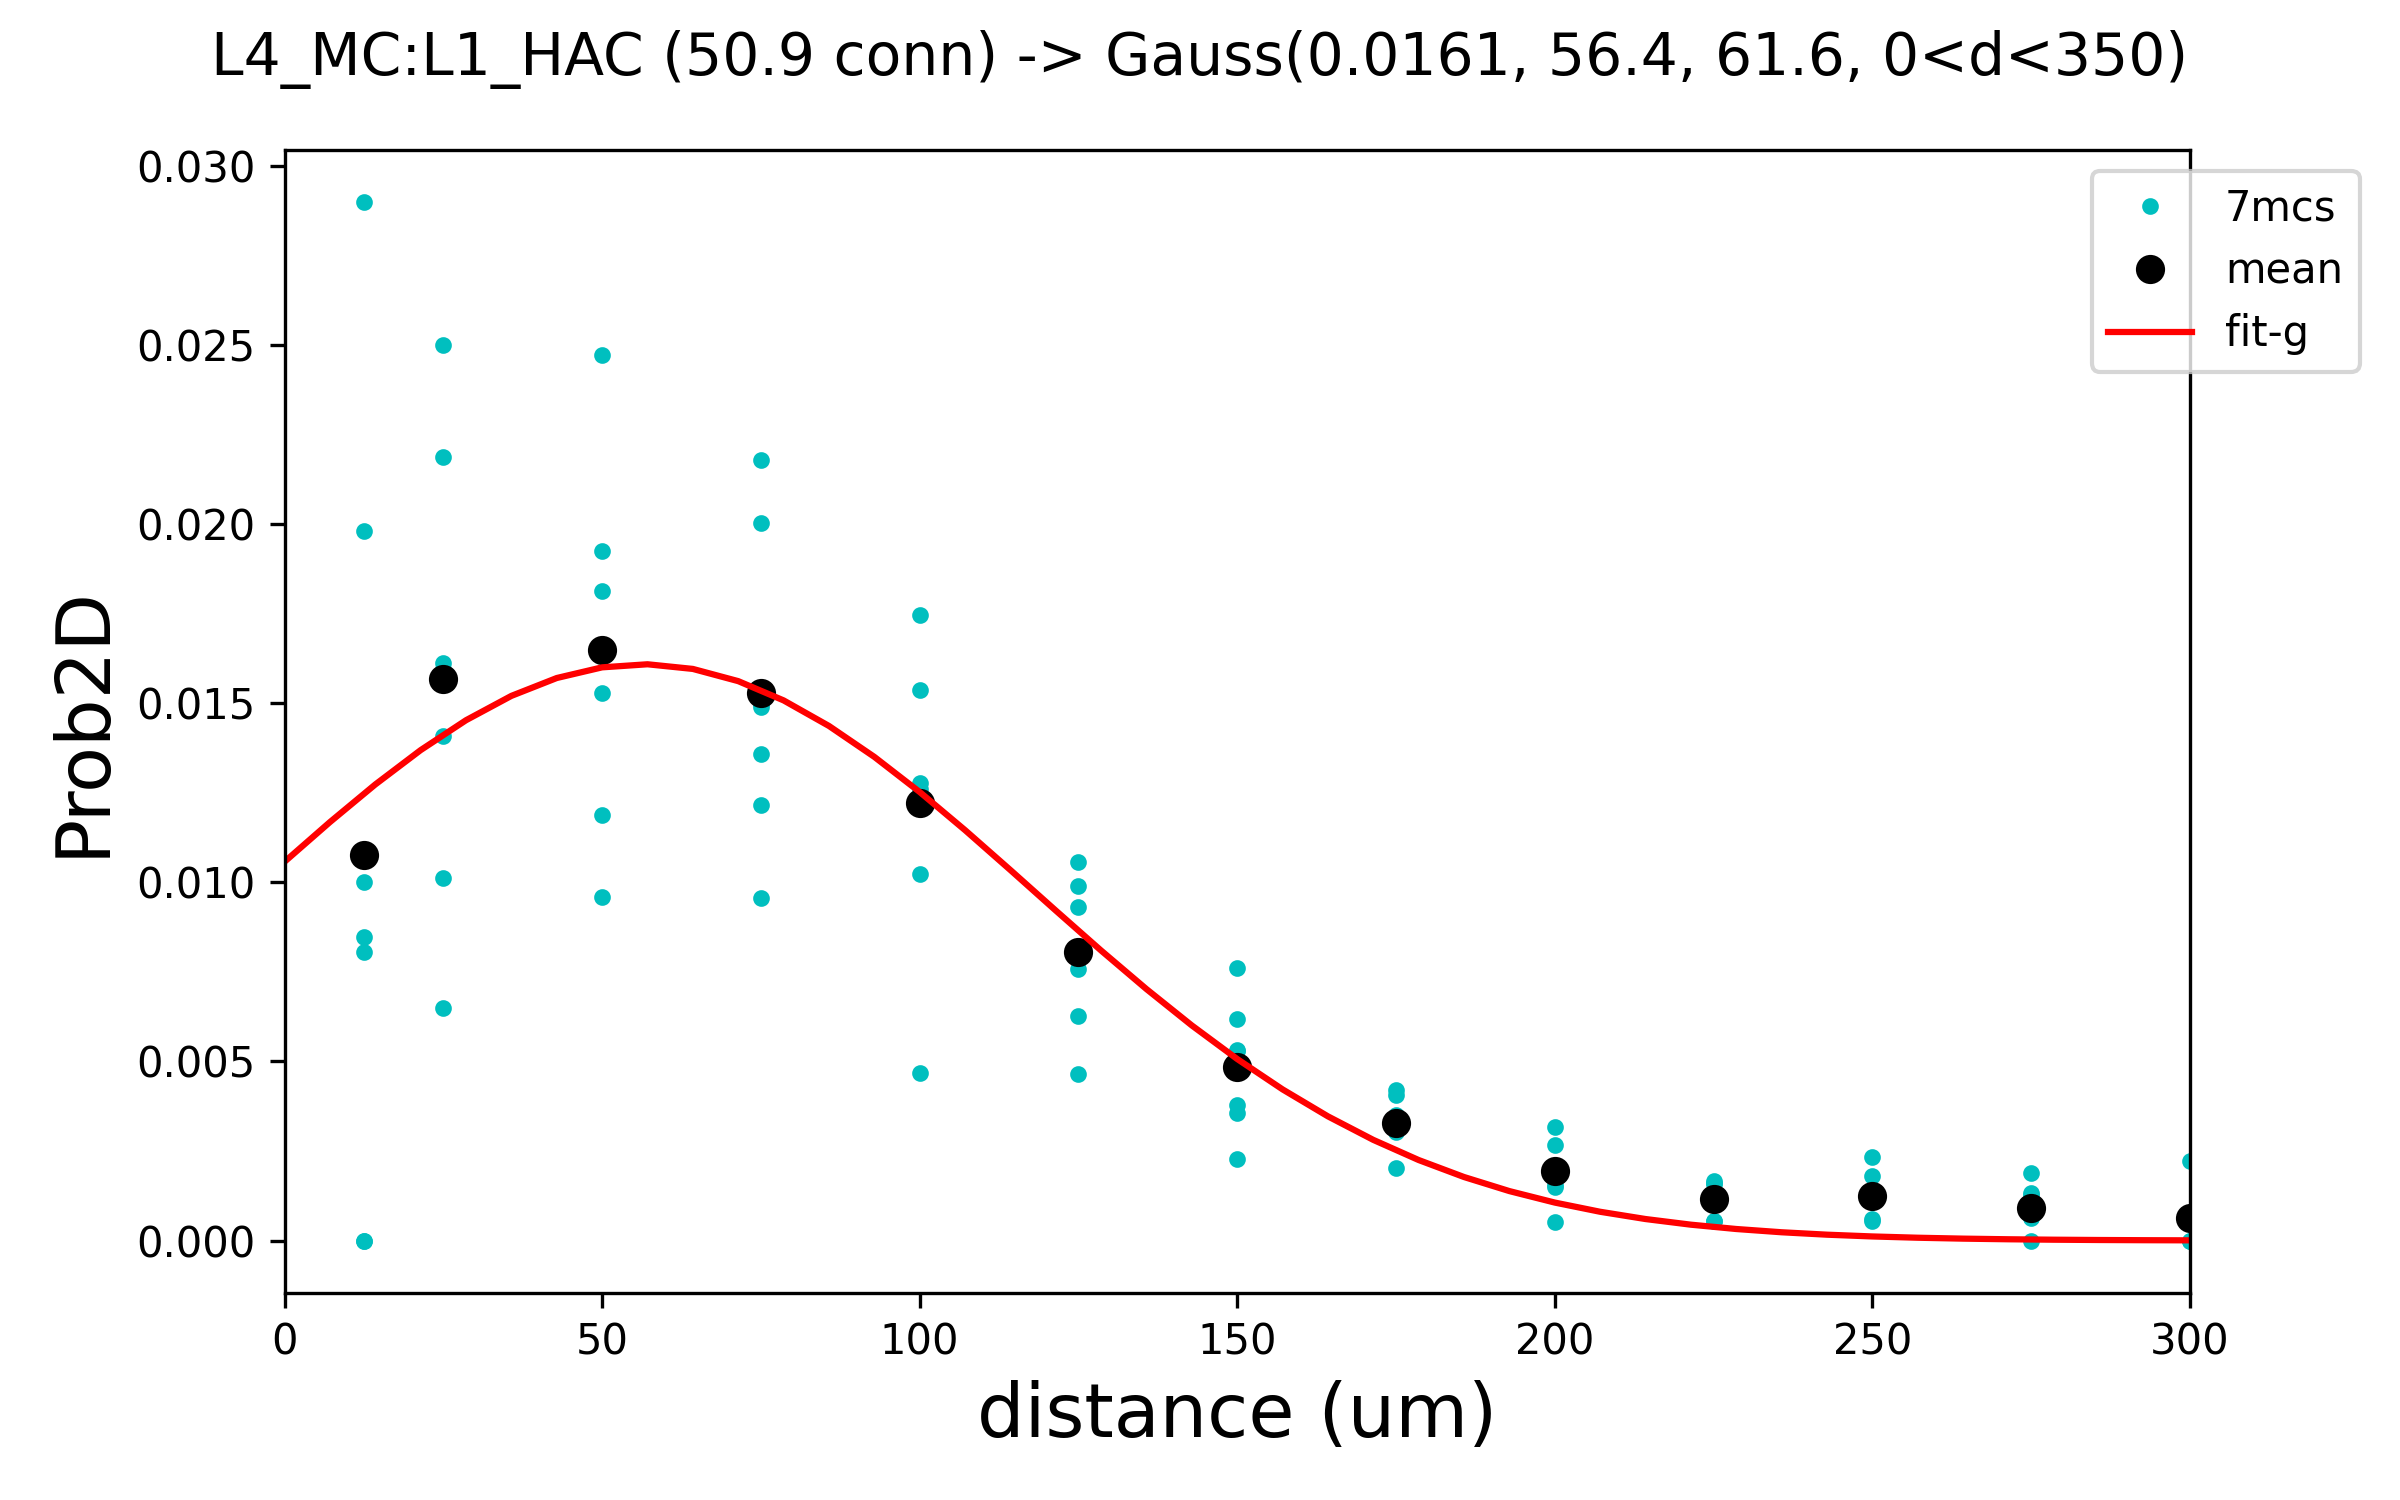 L4_MC:L1_HAC (50.9 conn) -> Gauss(0.0161, 56.4, 61.6, 0<d<350)
0.030
0.025
0.020
0.015
0.010
0.005
0.000
Prob2D
7mcs
mean
fit-g
0 50 100 150 200 250 300
distance (um)